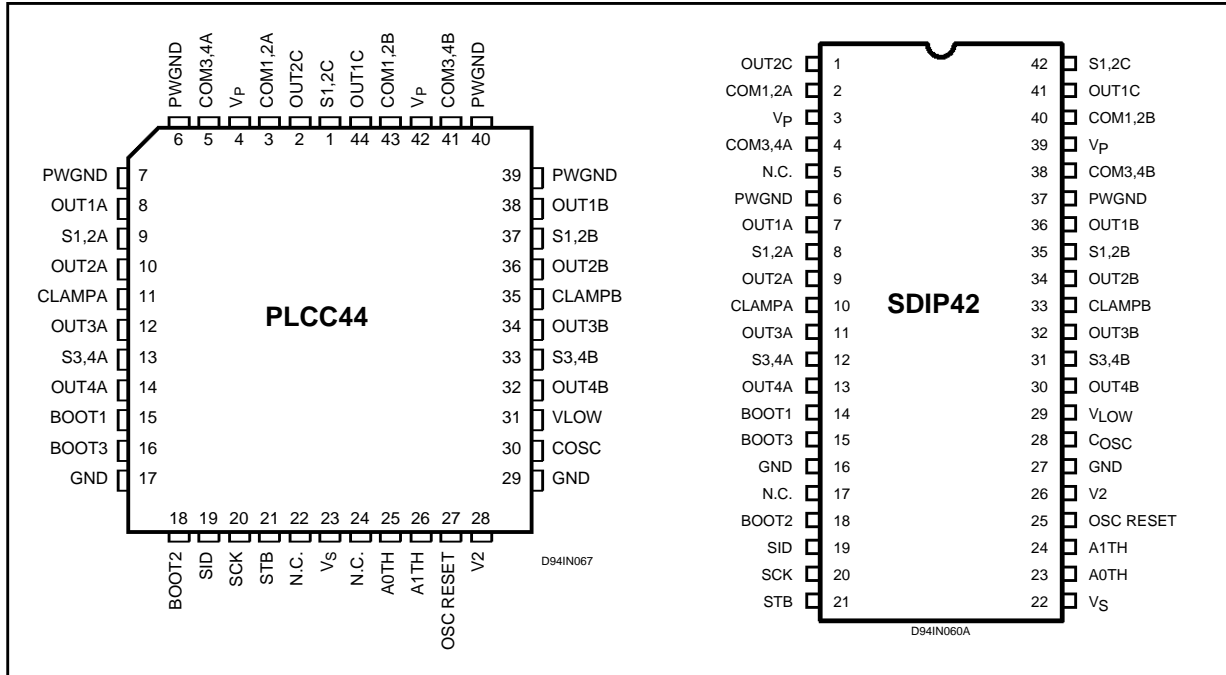 PWGND COM3,4A VP COM1,2A OUT2C S1,2C OUT1C COM1,2B VP COM3,4B PWGND
6 5 4 3 2 1 44 43 42 41 40
PWGND 7 39 PWGND
OUT1A 8 38 OUT1B
S1,2A 9 37 S1,2B
OUT2A 10 36 OUT2B
CLAMPA 11 35 CLAMPB
PLCC44
OUT3A 12 34 OUT3B
S3,4A 13 33 S3,4B
OUT4A 14 32 OUT4B
BOOT1 15 31 VLOW
BOOT3 16 30 COSC
GND 17 29 GND
18 19 20 21 22 23 24 25 26 27 28
BOOT2 SID SCK STB N.C. VS N.C. A0TH A1TH OSC RESET V2
D94IN067
OUT2C 1 42 S1,2C
COM1,2A 2 41 OUT1C
VP 3 40 COM1,2B
COM3,4A 4 39 VP
N.C. 5 38 COM3,4B
PWGND 6 37 PWGND
OUT1A 7 36 OUT1B
S1,2A 8 35 S1,2B
OUT2A 9 34 OUT2B
CLAMPA 10 33 CLAMPB
SDIP42
OUT3A 11 32 OUT3B
S3,4A 12 31 S3,4B
OUT4A 13 30 OUT4B
BOOT1 14 29 VLOW
BOOT3 15 28 COSC
GND 16 27 GND
N.C. 17 26 V2
BOOT2 18 25 OSC RESET
SID 19 24 A1TH
SCK 20 23 A0TH
STB 21 22 VS
D94IN060A